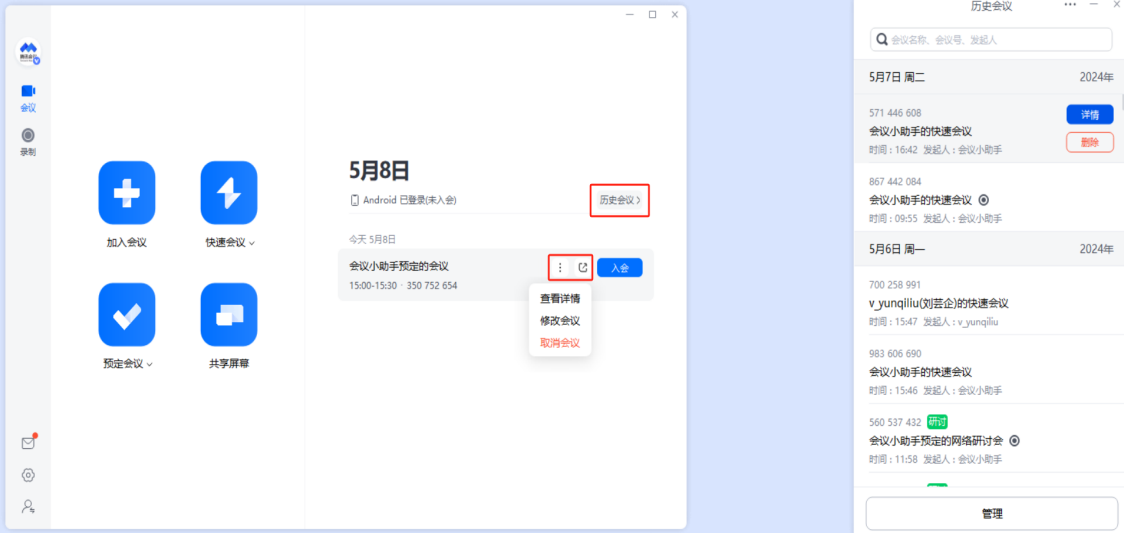 会议
录制
加入会议
快速会议
预定会议
共享屏幕
5月8日
Android 已登录(未入会)
历史会议
今天 5月8日
会议小助手预定的会议
入会
15:00-15:30 · 350 752 654
查看详情
修改会议
取消会议
历史会议
会议名称、会议号、发起人
5月7日 周二
2024年
571 446 608
详情
会议小助手的快速会议
删除
时间：16:42 发起人：会议小助手
867 442 084
会议小助手的快速会议
时间：09:55 发起人：会议小助手
5月6日 周一
2024年
700 258 991
v_yunqiliu(刘芸企)的快速会议
时间：15:47 发起人：v_yunqiliu
983 606 690
会议小助手的快速会议
时间：15:46 发起人：会议小助手
560 537 432 研讨
会议小助手预定的网络研讨会
时间：11:58 发起人：会议小助手
管理